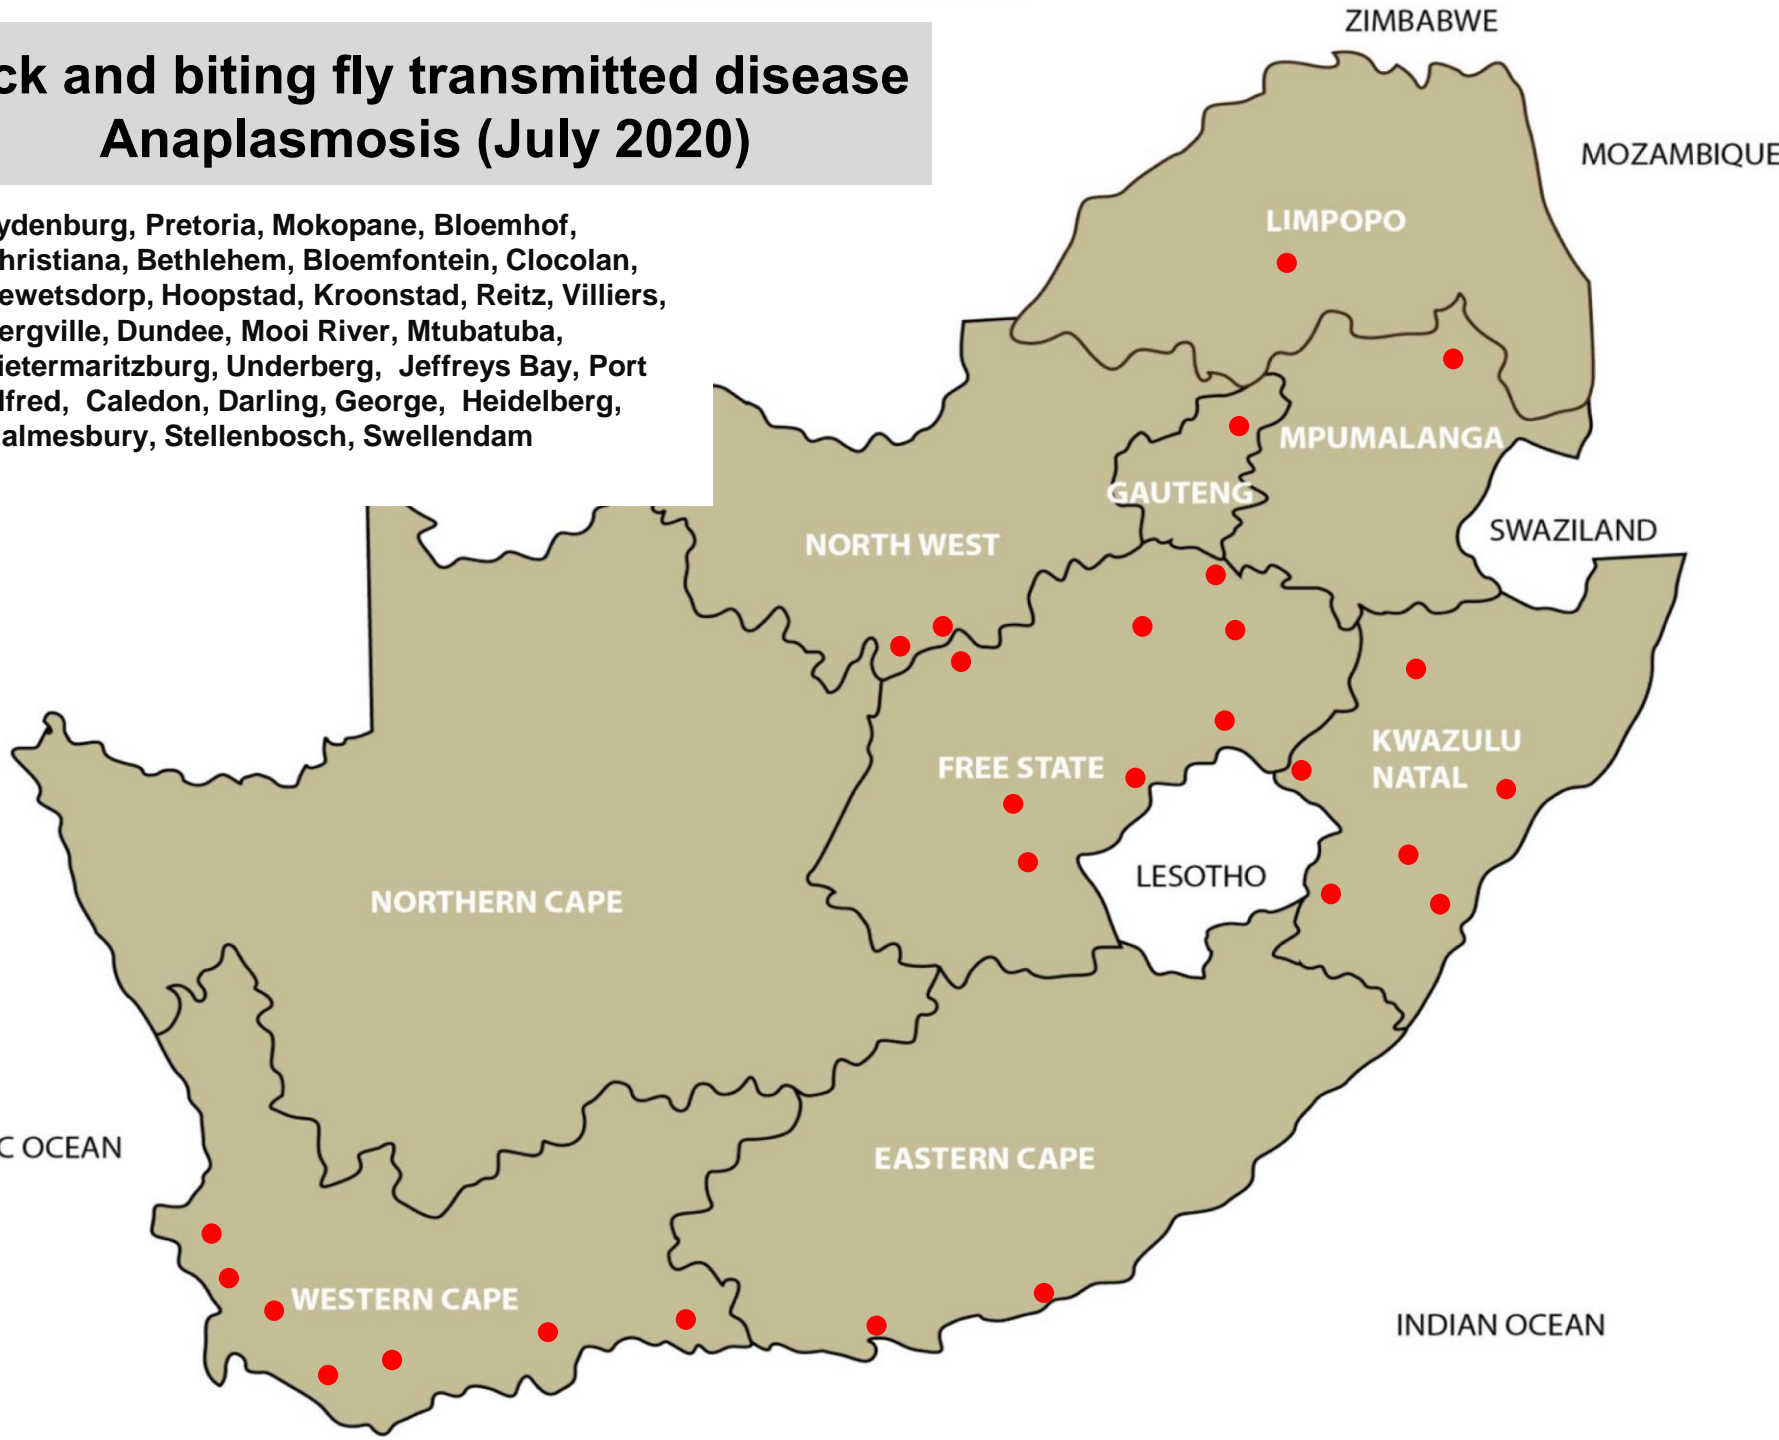 ZIMBABWE
ck and biting fly transmitted disease
Anaplasmosis (July 2020)
MOZAMBIQUE
ydenburg, Pretoria, Mokopane, Bloemhof,
hristiana, Bethlehem, Bloemfontein, Clocolan,
ewetsdorp, Hoopstad, Kroonstad, Reitz, Villiers,
ergville, Dundee, Mooi River, Mtubatuba,
ietermaritzburg, Underberg, Jeffreys Bay, Port
lfred, Caledon, Darling, George, Heidelberg,
almesbury, Stellenbosch, Swellendam
LIMPOPO
MPUMALANGA
GAUTENG
SWAZILAND
NORTH WEST
KWAZULU
NATAL
FREE STATE
LESOTHO
NORTHERN CAPE
C OCEAN
EASTERN CAPE
WESTERN CAPE
INDIAN OCEAN